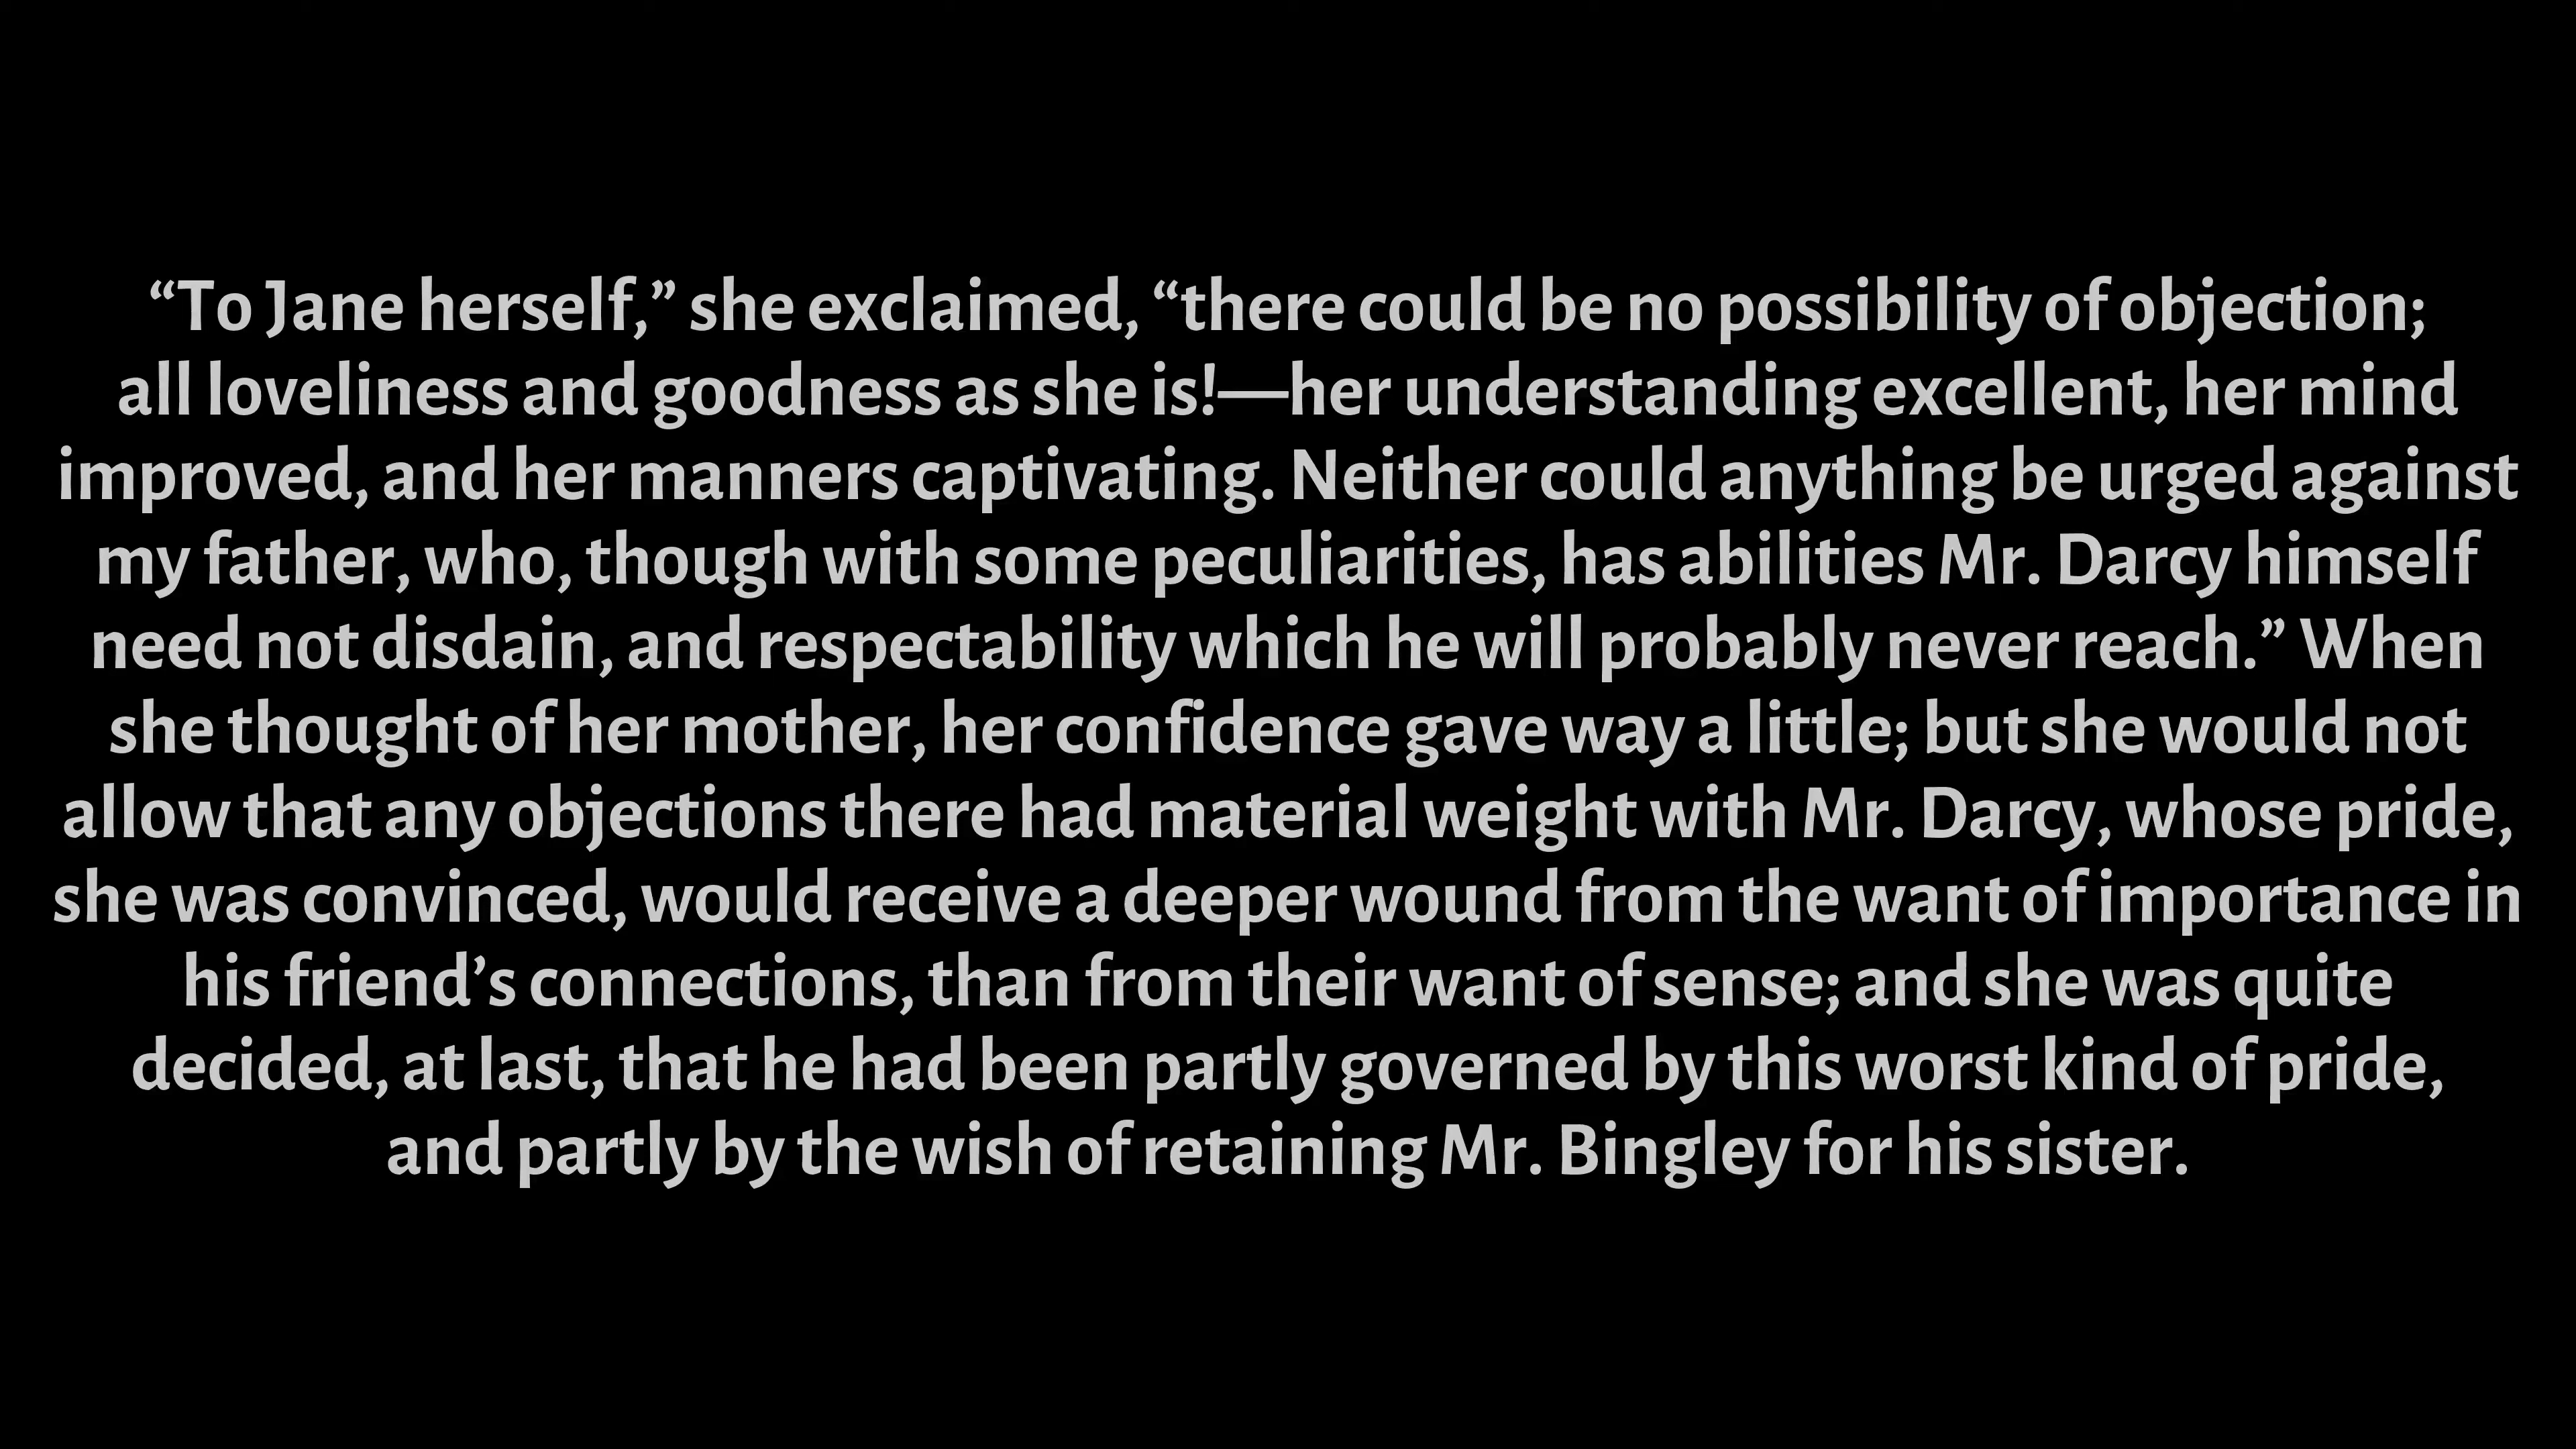 “To Jane herself,” she exclaimed, “there could be no possibility of objection;
all loveliness and goodness as she is!—her understanding excellent, her mind
improved, and her manners captivating. Neither could anything be urged against
my father, who, though with some peculiarities, has abilities Mr. Darcy himself
need not disdain, and respectability which he will probably never reach.” When
she thought of her mother, her confidence gave way a little; but she would not
allow that any objections there had material weight with Mr. Darcy, whose pride,
she was convinced, would receive a deeper wound from the want of importance in
his friend’s connections, than from their want of sense; and she was quite
decided, at last, that he had been partly governed by this worst kind of pride,
and partly by the wish of retaining Mr. Bingley for his sister.